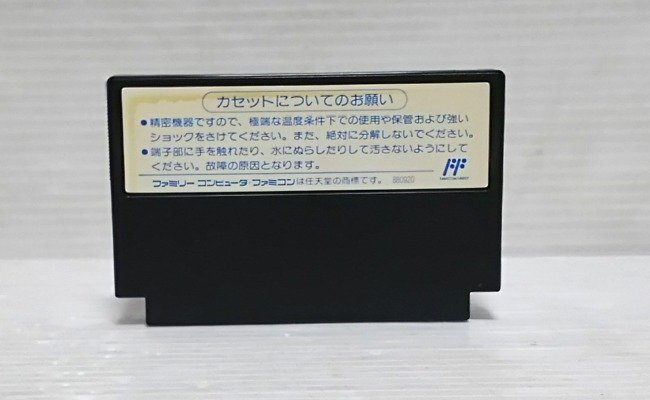 カセットについてのお願い
●精密機器ですので、極端な温度条件下での使用や保管および強い
ショックをさけてください。また、絶対に分解しないでください。
●端子部に手を触れたり、水にぬらしたりして汚さないようにして
ください。故障の原因となります。
ファミリーコンピュータ・ファミコンは任天堂の商標です。 880920